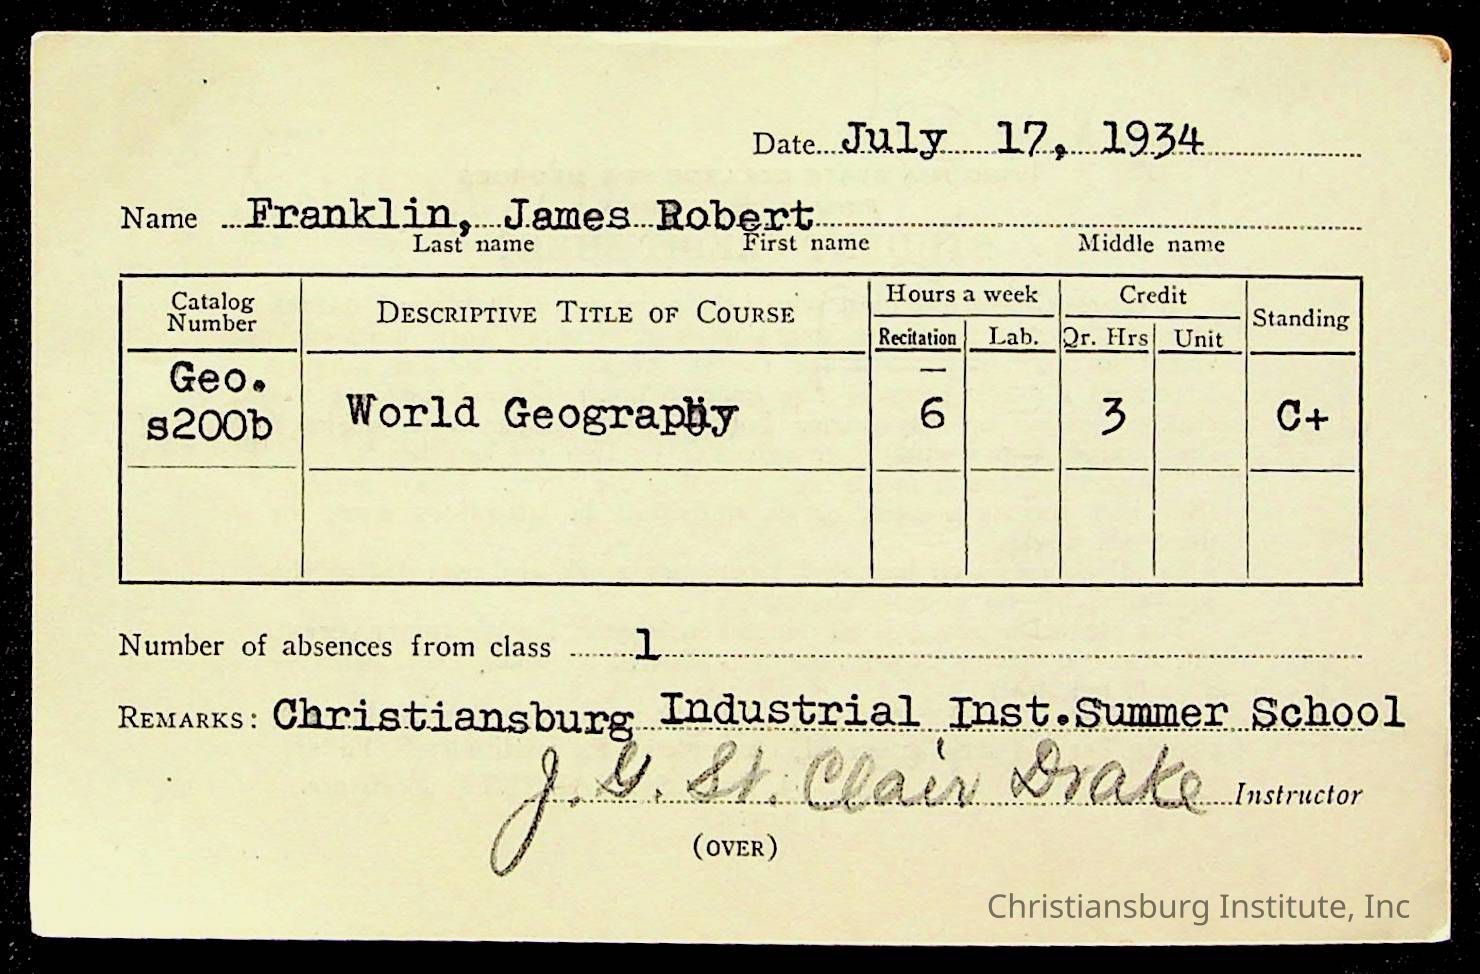 Date July 17, 1934
Name Franklin, James Robert
Last name First name Middle name
Catalog Number DESCRIPTIVE TITLE OF COURSE Hours a week Credit Standing
Recitation Lab. Qr. Hrs Unit
Geo. s200b World Geography 6 3 C+
Number of absences from class 1
REMARKS: Christiansburg Industrial Inst. Summer School
J. G. St. Clair Drake Instructor
(OVER)
Christiansburg Institute, Inc